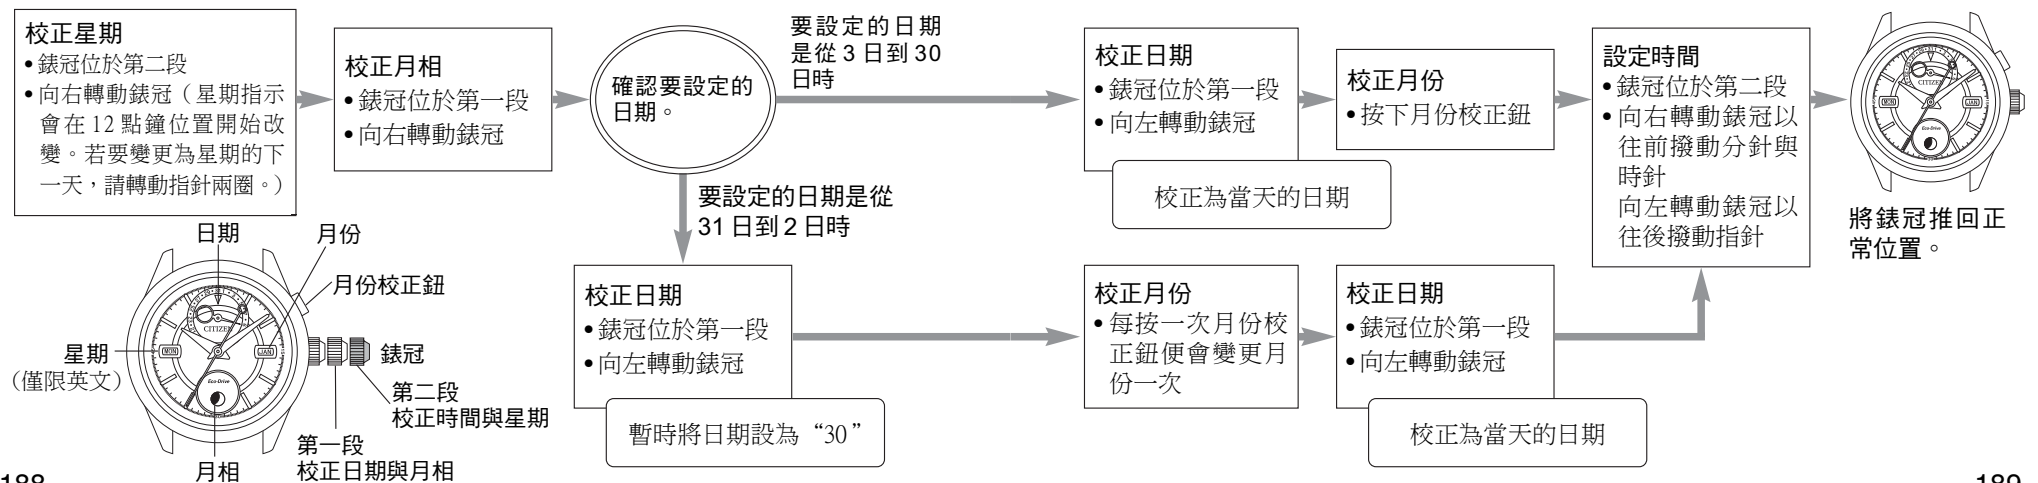 校正星期
•錶冠位於第二段
•向右轉動錶冠（星期指示
會在 12 點鐘位置開始改
變。若要變更為星期的下
一天，請轉動指針兩圈。）
校正月相
•錶冠位於第一段
•向右轉動錶冠
確認要設定的
日期。
要設定的日期
是從 3 日到 30
日時
校正日期
•錶冠位於第一段
•向左轉動錶冠
校正為當天的日期
校正月份
•按下月份校正鈕
設定時間
•錶冠位於第二段
•向右轉動錶冠以
往前撥動分針與
時針
向左轉動錶冠以
往後撥動指針
CITIZEN
MON
JAN
Eco-Drive
將錶冠推回正
常位置。
要設定的日期是從
31 日到 2 日時
校正日期
•錶冠位於第一段
•向左轉動錶冠
暫時將日期設為“30”
校正月份
•每按一次月份校
正鈕便會變更月
份一次
校正日期
•錶冠位於第一段
•向左轉動錶冠
校正為當天的日期
日期
月份
月份校正鈕
CITIZEN
MON
JAN
Eco-Drive
星期
（僅限英文）
錶冠
第二段
校正時間與星期
第一段
校正日期與月相
月相
188
189